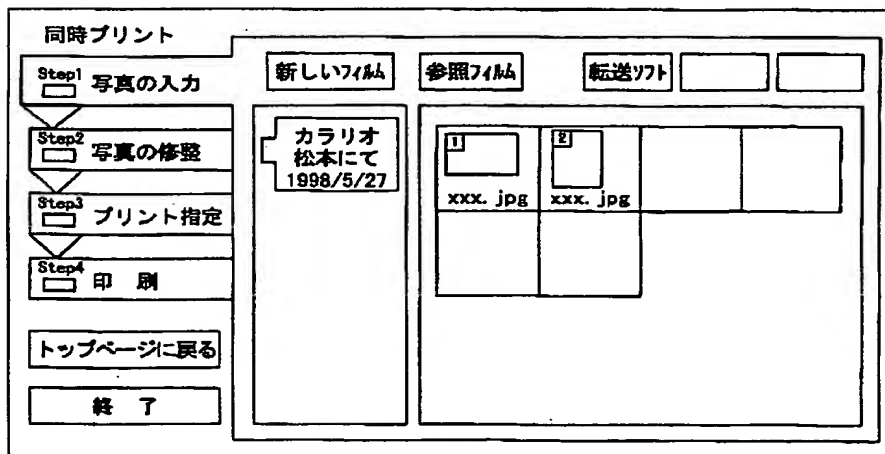 同時プリント
Step1
写真の入力
Step2
写真の修整
Step3
プリント指定
Step4
印 刷
トップページに戻る
終 了
新しいフィルム
参照フィルム
転送ソフト
カラリオ
松本にて
1998/5/27
1
xxx. jpg
2
xxx. jpg